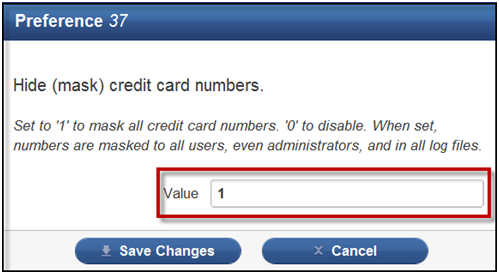 Preference 37
Hide (mask) credit card numbers.
Set to '1' to mask all credit card numbers. '0' to disable. When set,
numbers are masked to all users, even administrators, and in all log files.
Value 1
Save Changes Cancel